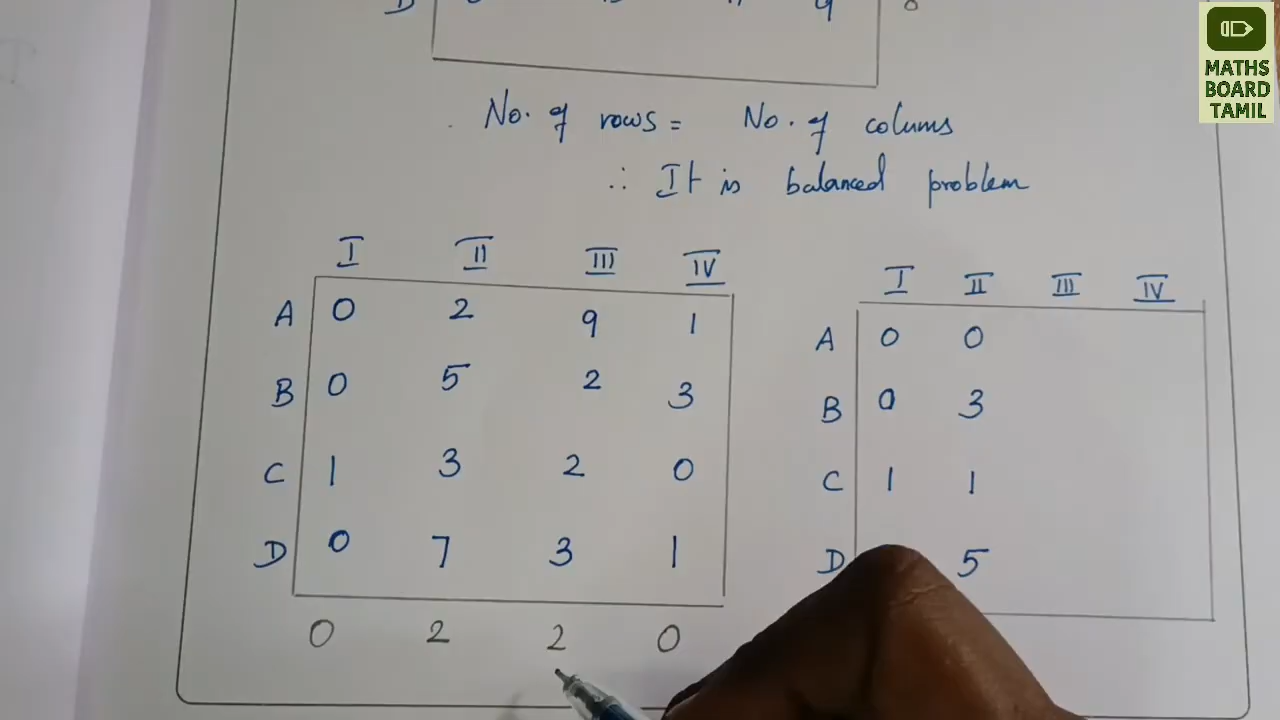 MATHS
BOARD
TAMIL
No. of rows = No. of colums
∴ It is balanced problem
I II III IV
A 0 2 9 1
B 0 5 2 3
C 1 3 2 0
D 0 7 3 1
0 2 2 0
I II III IV
A 0 0
B 0 3
C 1 1
D 5